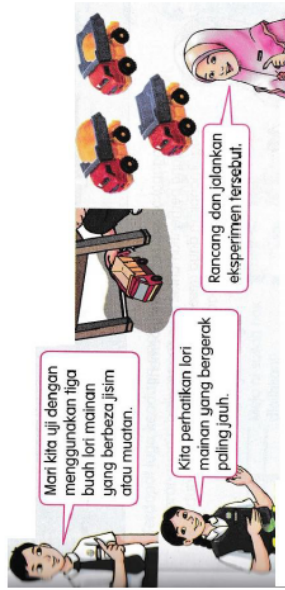 Mari kita uji dengan
menggunakan tiga
buah lori mainan
yang berbeza jisim
atau muatan.
Kita perhatikan lori
mainan yang bergerak
paling jauh.
Rancang dan jalankan
eksperimen tersebut.